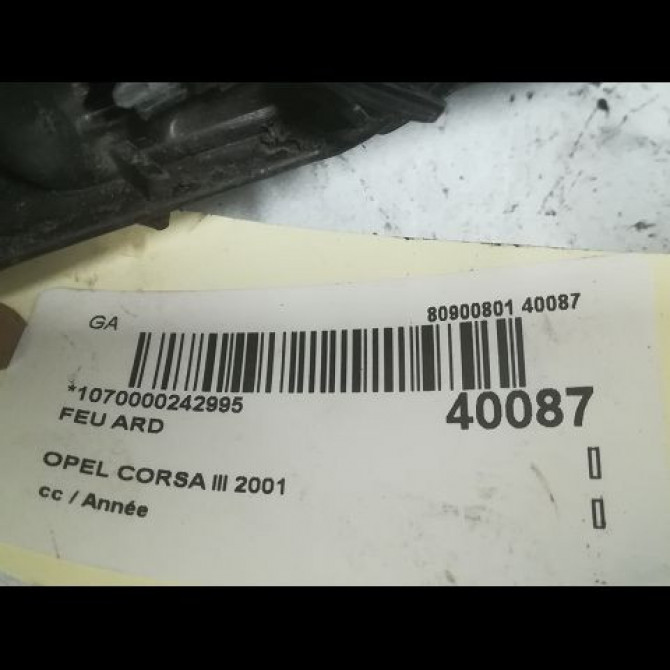 GA
80900801 40087
*1070000242995
40087
FEU ARD
OPEL CORSA III 2001
cc / Année